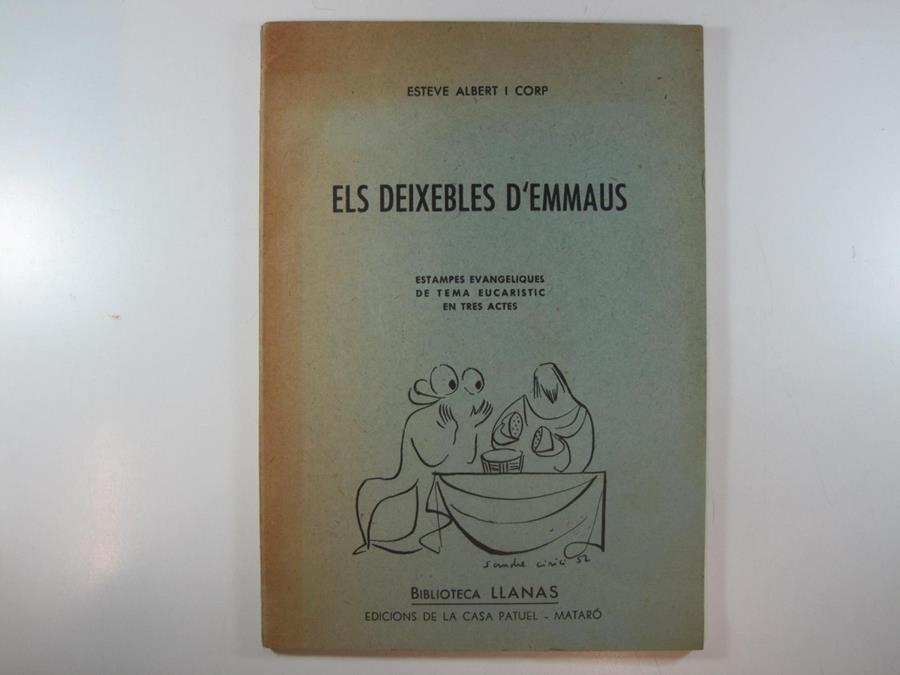 ESTEVE ALBERT I CORP
ELS DEIXEBLES D'EMMAUS
ESTAMPES EVANGELIQUES
DE TEMA EUCARISTIC
EN TRES ACTES
sandre cirici 52
BIBLIOTECA LLANAS
EDICIONS DE LA CASA PATUEL - MATARÓ